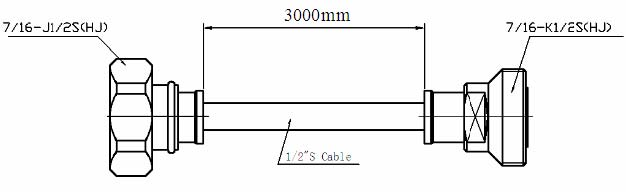 3000mm
7/16-J1/2S(HJ)
7/16-K1/2S(HJ)
1/2"S Cable